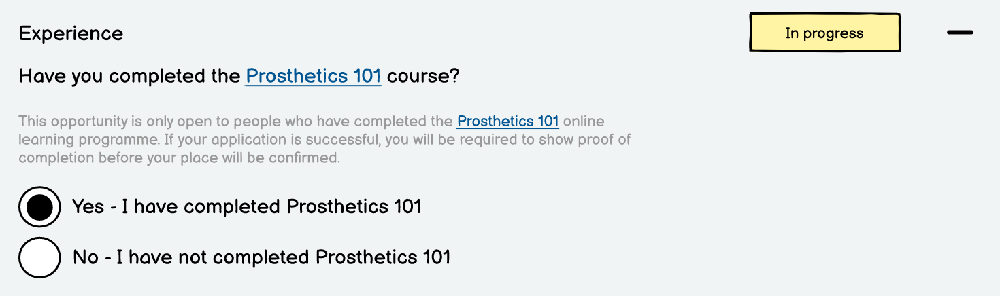 Experience
In progress
Have you completed the Prosthetics 101 course?
This opportunity is only open to people who have completed the Prosthetics 101 online
learning programme. If your application is successful, you will be required to show proof of
completion before your place will be confirmed.
Yes - I have completed Prosthetics 101
No - I have not completed Prosthetics 101